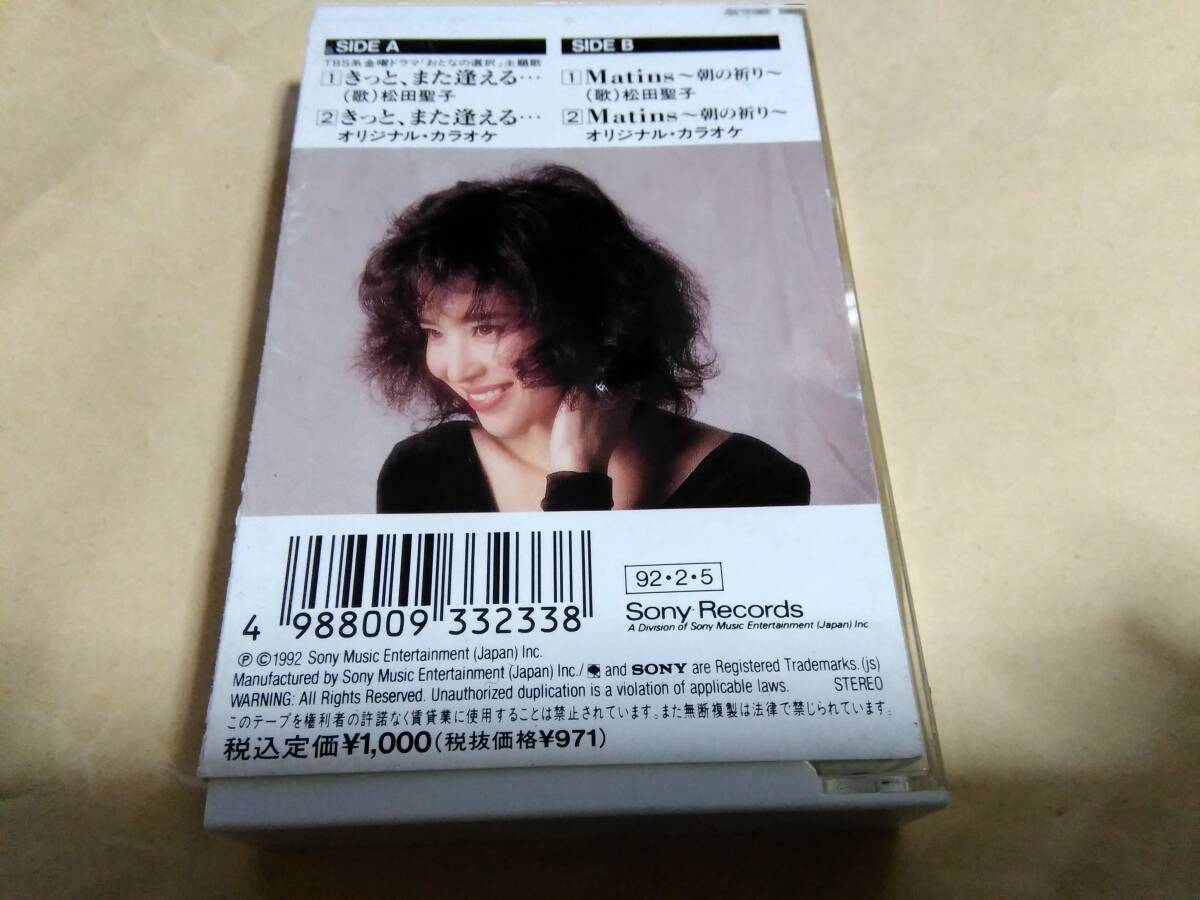 SIDE A
TBS系金曜ドラマ「おとなの選択」主題歌
1 きっと、また逢える…
(歌)松田聖子
2 きっと、また逢える…
オリジナル・カラオケ
SIDE B
1 Matins〜朝の祈り〜
(歌)松田聖子
2 Matins〜朝の祈り〜
オリジナル・カラオケ
4 988009 332338
92・2・5
Sony Records
A Division of Sony Music Entertainment (Japan) Inc.
Ⓟ©1992 Sony Music Entertainment (Japan) Inc.
Manufactured by Sony Music Entertainment (Japan) Inc./ and SONY are Registered Trademarks. (js)
WARNING: All Rights Reserved. Unauthorized duplication is a violation of applicable laws. STEREO
このテープを権利者の許諾なく賃貸業に使用することは禁止されています。また無断複製は法律で禁じられています。
税込定価¥1,000(税抜価格¥971)